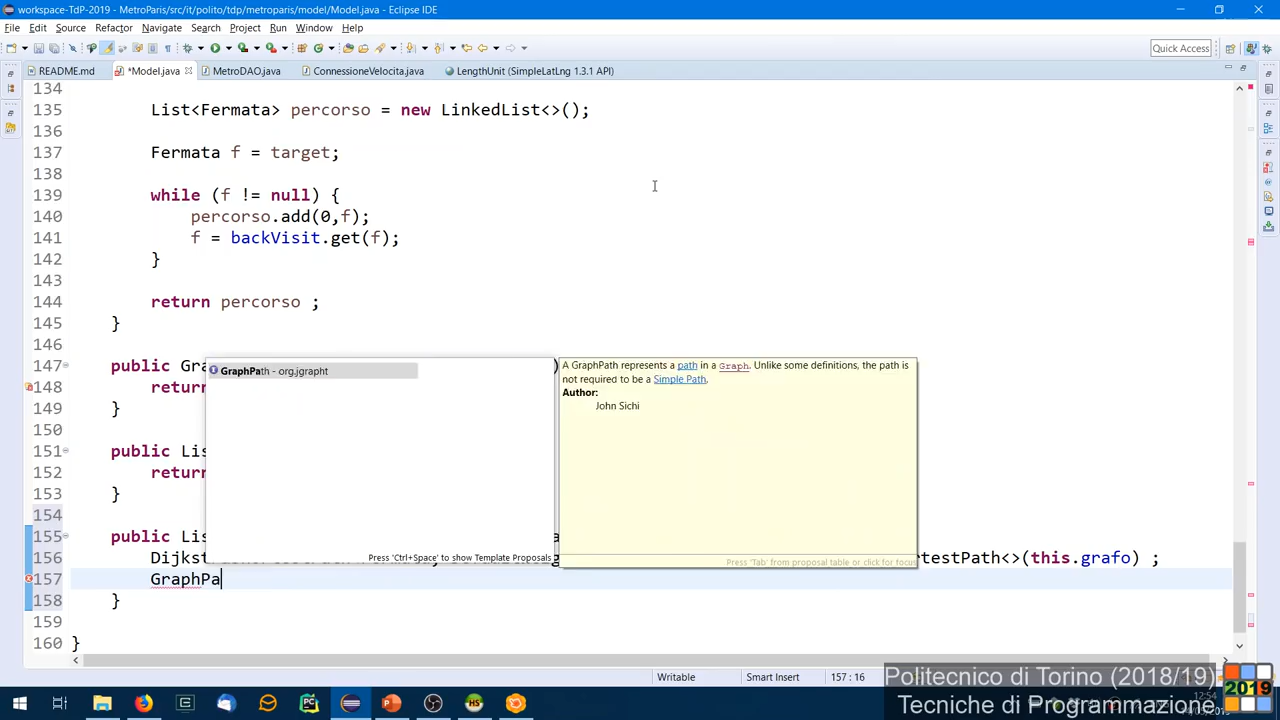 workspace-TdP-2019 - MetroParis/src/it/polito/tdp/metroparis/model/Model.java - Eclipse IDE
File Edit Source Refactor Navigate Search Project Run Window Help
Quick Access
README.md *Model.java MetroDAO.java ConnessioneVelocita.java LengthUnit (SimpleLatLng 1.3.1 API)
134
135 List<Fermata> percorso = new LinkedList<>();
136
137 Fermata f = target;
138
139 while (f != null) {
140 percorso.add(0,f);
141 f = backVisit.get(f);
142 }
143
144 return percorso ;
145 }
147 public Gra )
148 return
149 }
150
151 public Lis
152 return
153 }
154
155 public Lis
156 Dijkst testPath<>(this.grafo) ;
157 GraphPa
158 }
159
160 }
GraphPath - org.jgrapht
Press 'Ctrl+Space' to show Template Proposals
A GraphPath represents a path in a Graph. Unlike some definitions, the path is
not required to be a Simple Path.
Author:
John Sichi
Press 'Tab' from proposal table or click for focus
Writable Smart Insert 157 : 16
Politecnico di Torino (2018/19)
Tecniche di Programmazione
2019
12:54